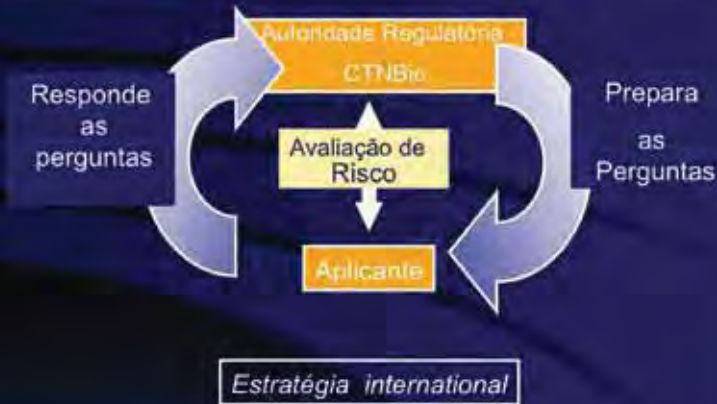 Autoridade Regulatória
CTNBio
Responde
as
perguntas
Avaliação de
Risco
Prepara
as
Perguntas
Aplicante
Estratégia international